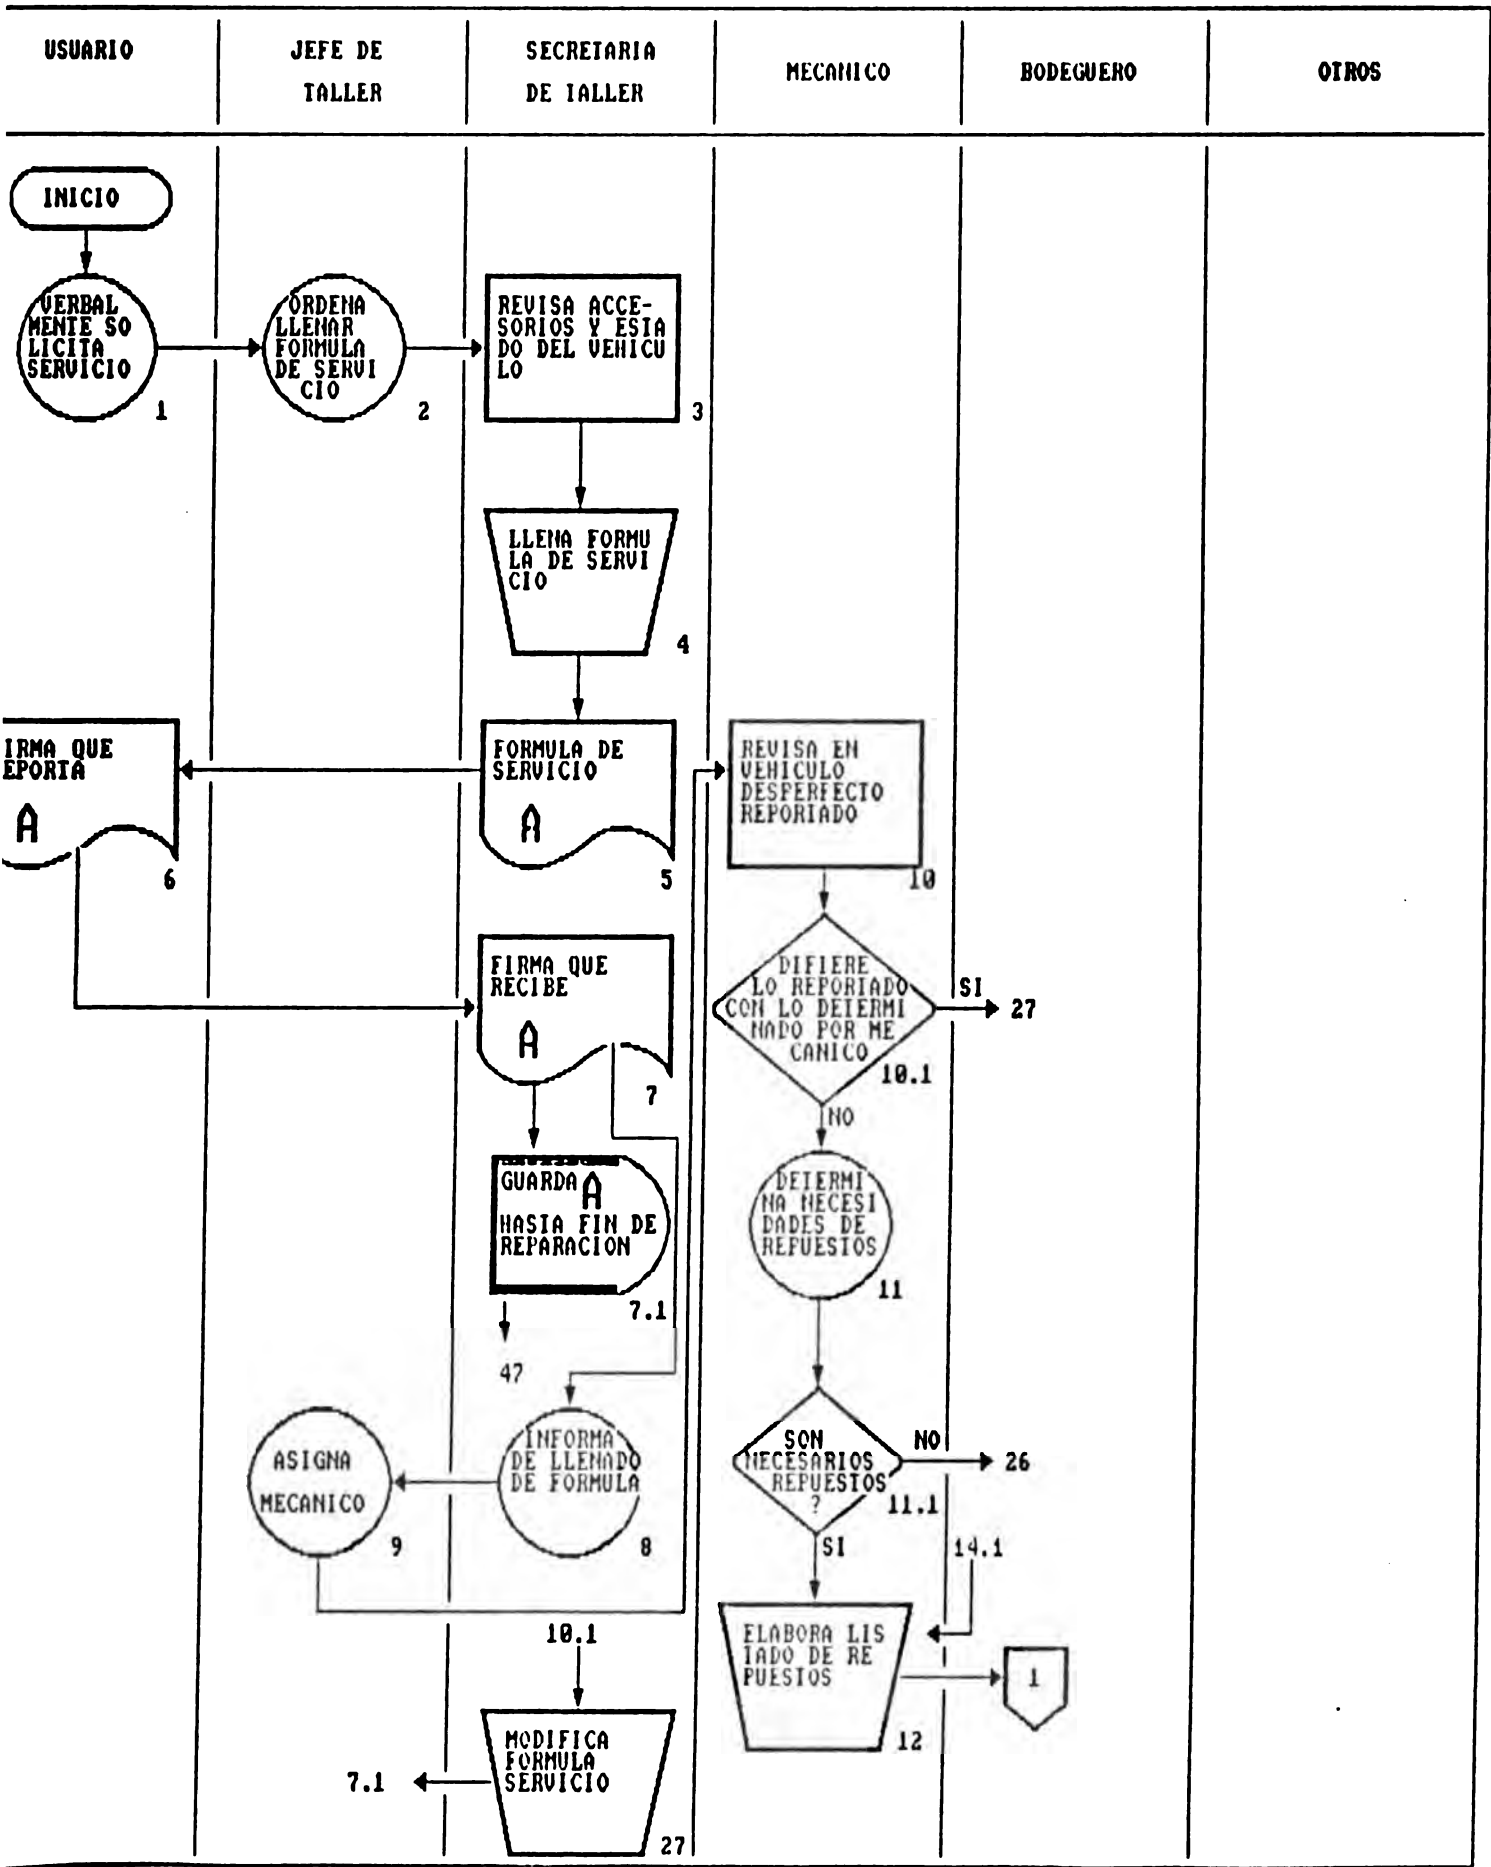 USUARIO
JEFE DE
TALLER
SECRETARIA
DE TALLER
MECANICO
BODEGUERO
OTROS
INICIO
VERBAL
MENTE SO
LICITA
SERVICIO
1
ORDENA
LLENAR
FORMULA
DE SERVI
CIO
2
REVISA ACCE-
SORIOS Y ESTA
DO DEL VEHICU
LO
3
LLENA FORMU
LA DE SERVI
CIO
4
FORMULA DE
SERVICIO
A
5
IRMA QUE
EPORTA
A
6
FIRMA QUE
RECIBE
A
7
GUARDA A
HASTA FIN DE
REPARACION
7.1
47
INFORMA
DE LLENADO
DE FORMULA
8
ASIGNA
MECANICO
9
REVISA EN
VEHICULO
DESPERFECTO
REPORTADO
10
DIFIERE
LO REPORTADO
CON LO DETERMI
NADO POR ME
CANICO
10.1
SI
27
NO
DETERMI
NA NECESI
DADES DE
REPUESTOS
11
SON
NECESARIOS
REPUESTOS
?
11.1
NO
26
SI
14.1
ELABORA LIS
TADO DE RE
PUESTOS
12
1
10.1
MODIFICA
FORMULA
SERVICIO
27
7.1